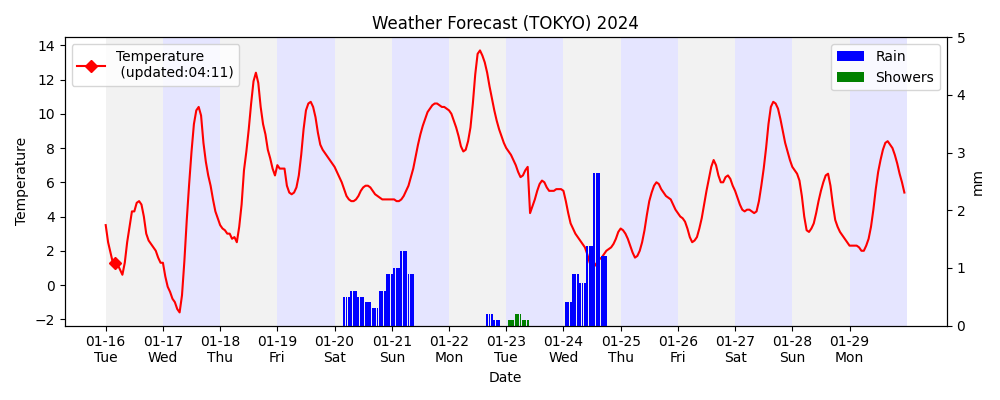 Weather Forecast (TOKYO) 2024
Temperature
(updated:04:11)
Rain
Showers
Temperature
14
12
10
8
6
4
2
0
−2
5
4
3
2
1
0
mm
01-16 01-17 01-18 01-19 01-20 01-21 01-22 01-23 01-24 01-25 01-26 01-27 01-28 01-29
Tue Wed Thu Fri Sat Sun Mon Tue Wed Thu Fri Sat Sun Mon
Date